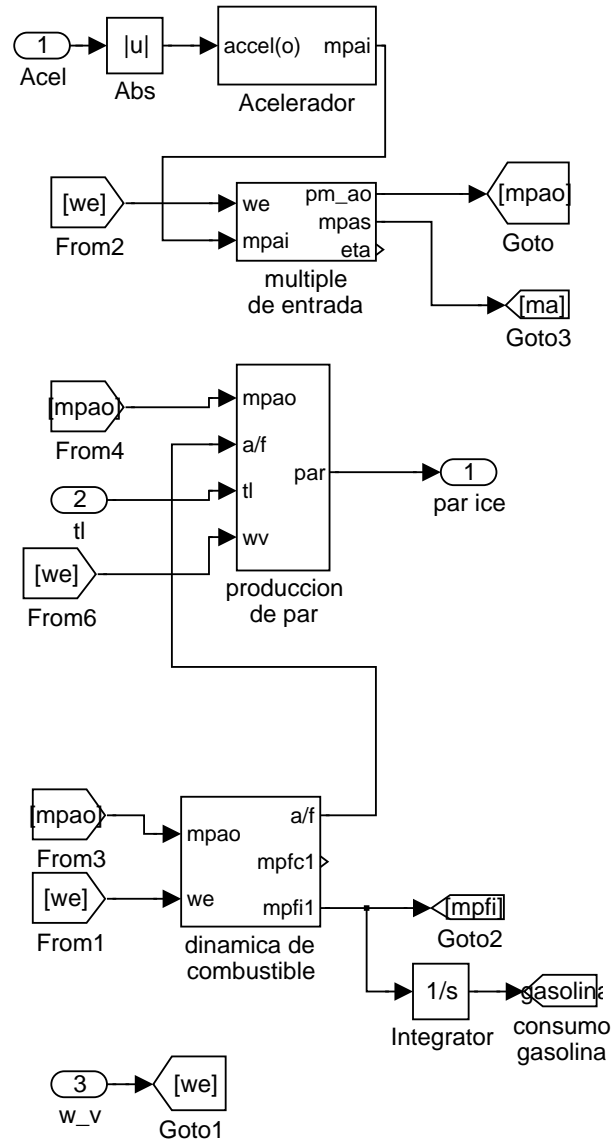 1
Acel
|u|
Abs
accel(o) mpai
Acelerador
[we]
From2
we
mpai
pm_ao
mpas
eta
multiple
de entrada
[mpao]
Goto
[ma]
Goto3
[mpao]
From4
2
tl
[we]
From6
mpao
a/f
tl
wv
par
produccion
de par
1
par ice
[mpao]
From3
[we]
From1
mpao
we
a/f
mpfc1
mpfi1
dinamica de
combustible
[mpfi]
Goto2
1/s
Integrator
gasolina
consumo
gasolina
3
w_v
[we]
Goto1